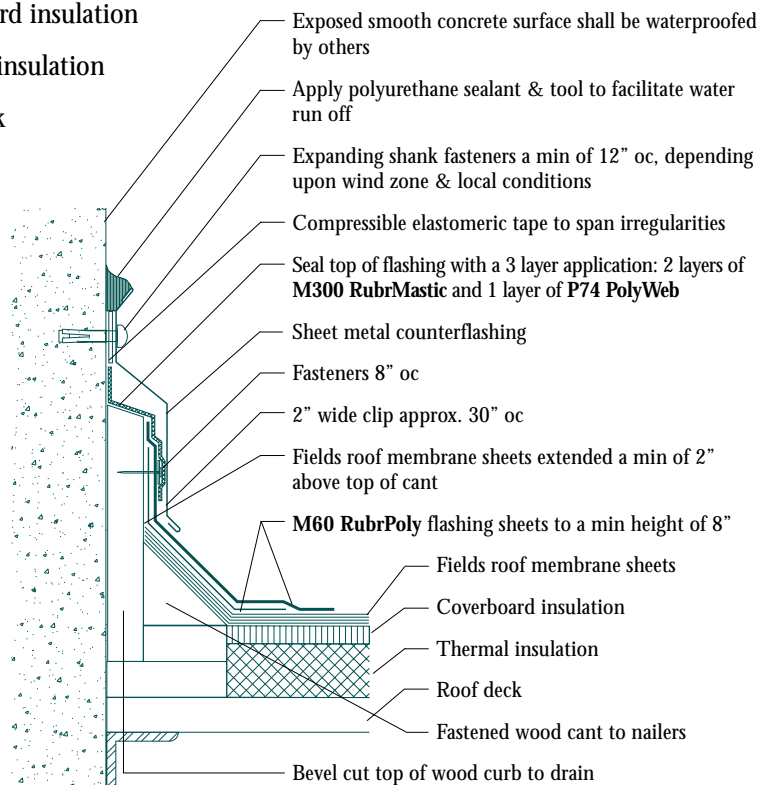 rd insulation
insulation
k
Exposed smooth concrete surface shall be waterproofed
by others
Apply polyurethane sealant & tool to facilitate water
run off
Expanding shank fasteners a min of 12” oc, depending
upon wind zone & local conditions
Compressible elastomeric tape to span irregularities
Seal top of flashing with a 3 layer application: 2 layers of
M300 RubrMastic and 1 layer of P74 PolyWeb
Sheet metal counterflashing
Fasteners 8” oc
2” wide clip approx. 30” oc
Fields roof membrane sheets extended a min of 2”
above top of cant
M60 RubrPoly flashing sheets to a min height of 8”
Fields roof membrane sheets
Coverboard insulation
Thermal insulation
Roof deck
Fastened wood cant to nailers
Bevel cut top of wood curb to drain